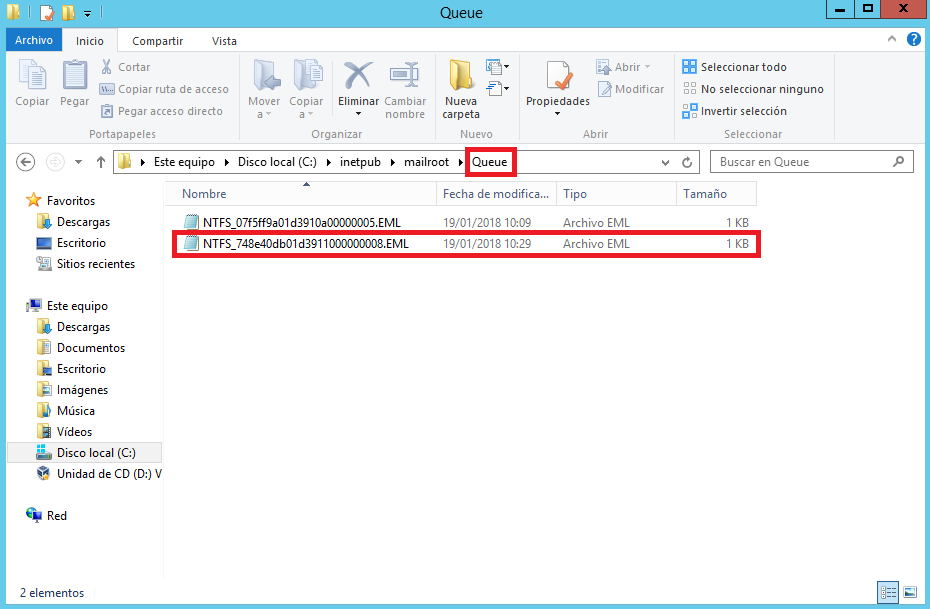 Queue
Archivo Inicio Compartir Vista
Copiar Pegar Cortar
Copiar ruta de acceso
Pegar acceso directo
Portapapeles
Mover a Copiar a Eliminar Cambiar nombre
Organizar
Nueva carpeta
Nuevo
Propiedades Abrir
Modificar
Abrir
Seleccionar todo
No seleccionar ninguno
Invertir selección
Seleccionar
Este equipo Disco local (C:) inetpub mailroot Queue
Buscar en Queue
Nombre Fecha de modifica... Tipo Tamaño
NTFS_07f5ff9a01d3910a00000005.EML 19/01/2018 10:09 Archivo EML 1 KB
NTFS_748e40db01d3911000000008.EML 19/01/2018 10:29 Archivo EML 1 KB
Favoritos
Descargas
Escritorio
Sitios recientes
Este equipo
Descargas
Documentos
Escritorio
Imágenes
Música
Vídeos
Disco local (C:)
Unidad de CD (D:) V
Red
2 elementos